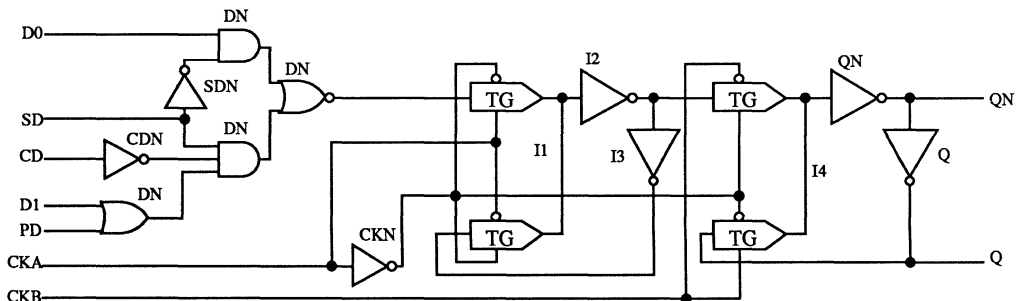 DN
D0
I2
QN
DN
SDN
TG
TG
QN
SD
DN
CDN
CD
I1
I3
I4
Q
DN
D1
PD
CKN
TG
TG
CKA
Q
CKB